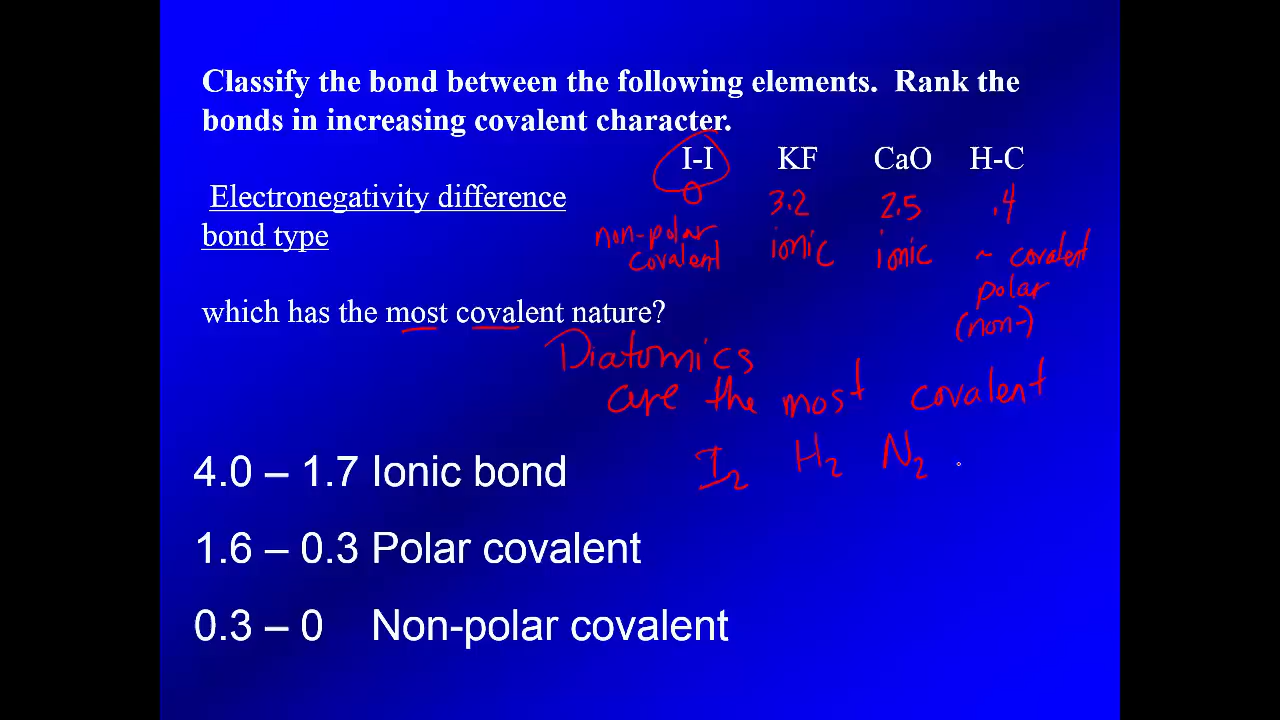 Classify the bond between the following elements. Rank the
bonds in increasing covalent character.
I-I KF CaO H-C
Electronegativity difference
0 3.2 2.5 .4
bond type
non-polar covalent ionic ionic ~ covalent
polar
(non-)
which has the most covalent nature?
Diatomics
are the most covalent
I2 H2 N2
4.0 – 1.7 Ionic bond
1.6 – 0.3 Polar covalent
0.3 – 0 Non-polar covalent